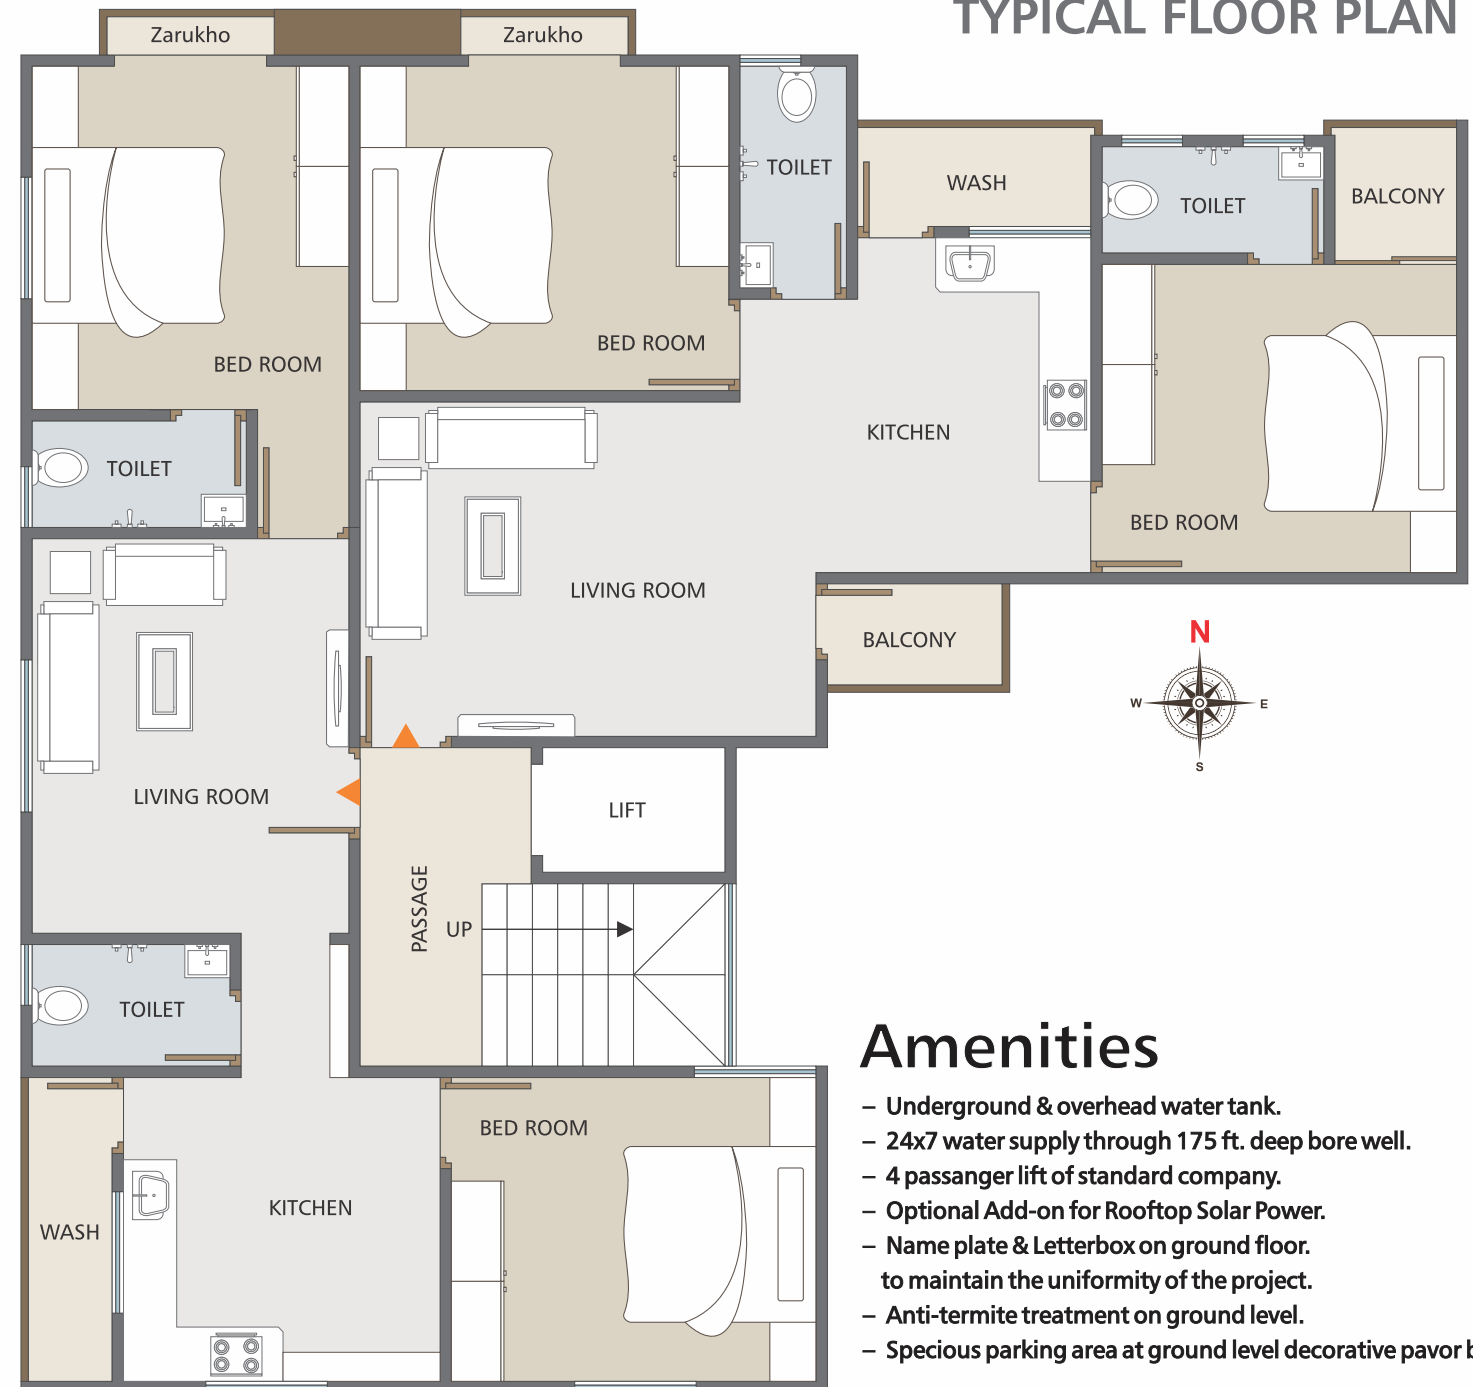 TYPICAL FLOOR PLAN
Zarukho
Zarukho
TOILET
WASH
TOILET
BALCONY
BED ROOM
BED ROOM
KITCHEN
TOILET
BED ROOM
LIVING ROOM
BALCONY
N
W
E
S
LIVING ROOM
LIFT
PASSAGE
UP
TOILET
BED ROOM
KITCHEN
WASH
Amenities
– Underground & overhead water tank.
– 24x7 water supply through 175 ft. deep bore well.
– 4 passanger lift of standard company.
– Optional Add-on for Rooftop Solar Power.
– Name plate & Letterbox on ground floor.
to maintain the uniformity of the project.
– Anti-termite treatment on ground level.
– Specious parking area at ground level decorative pavor